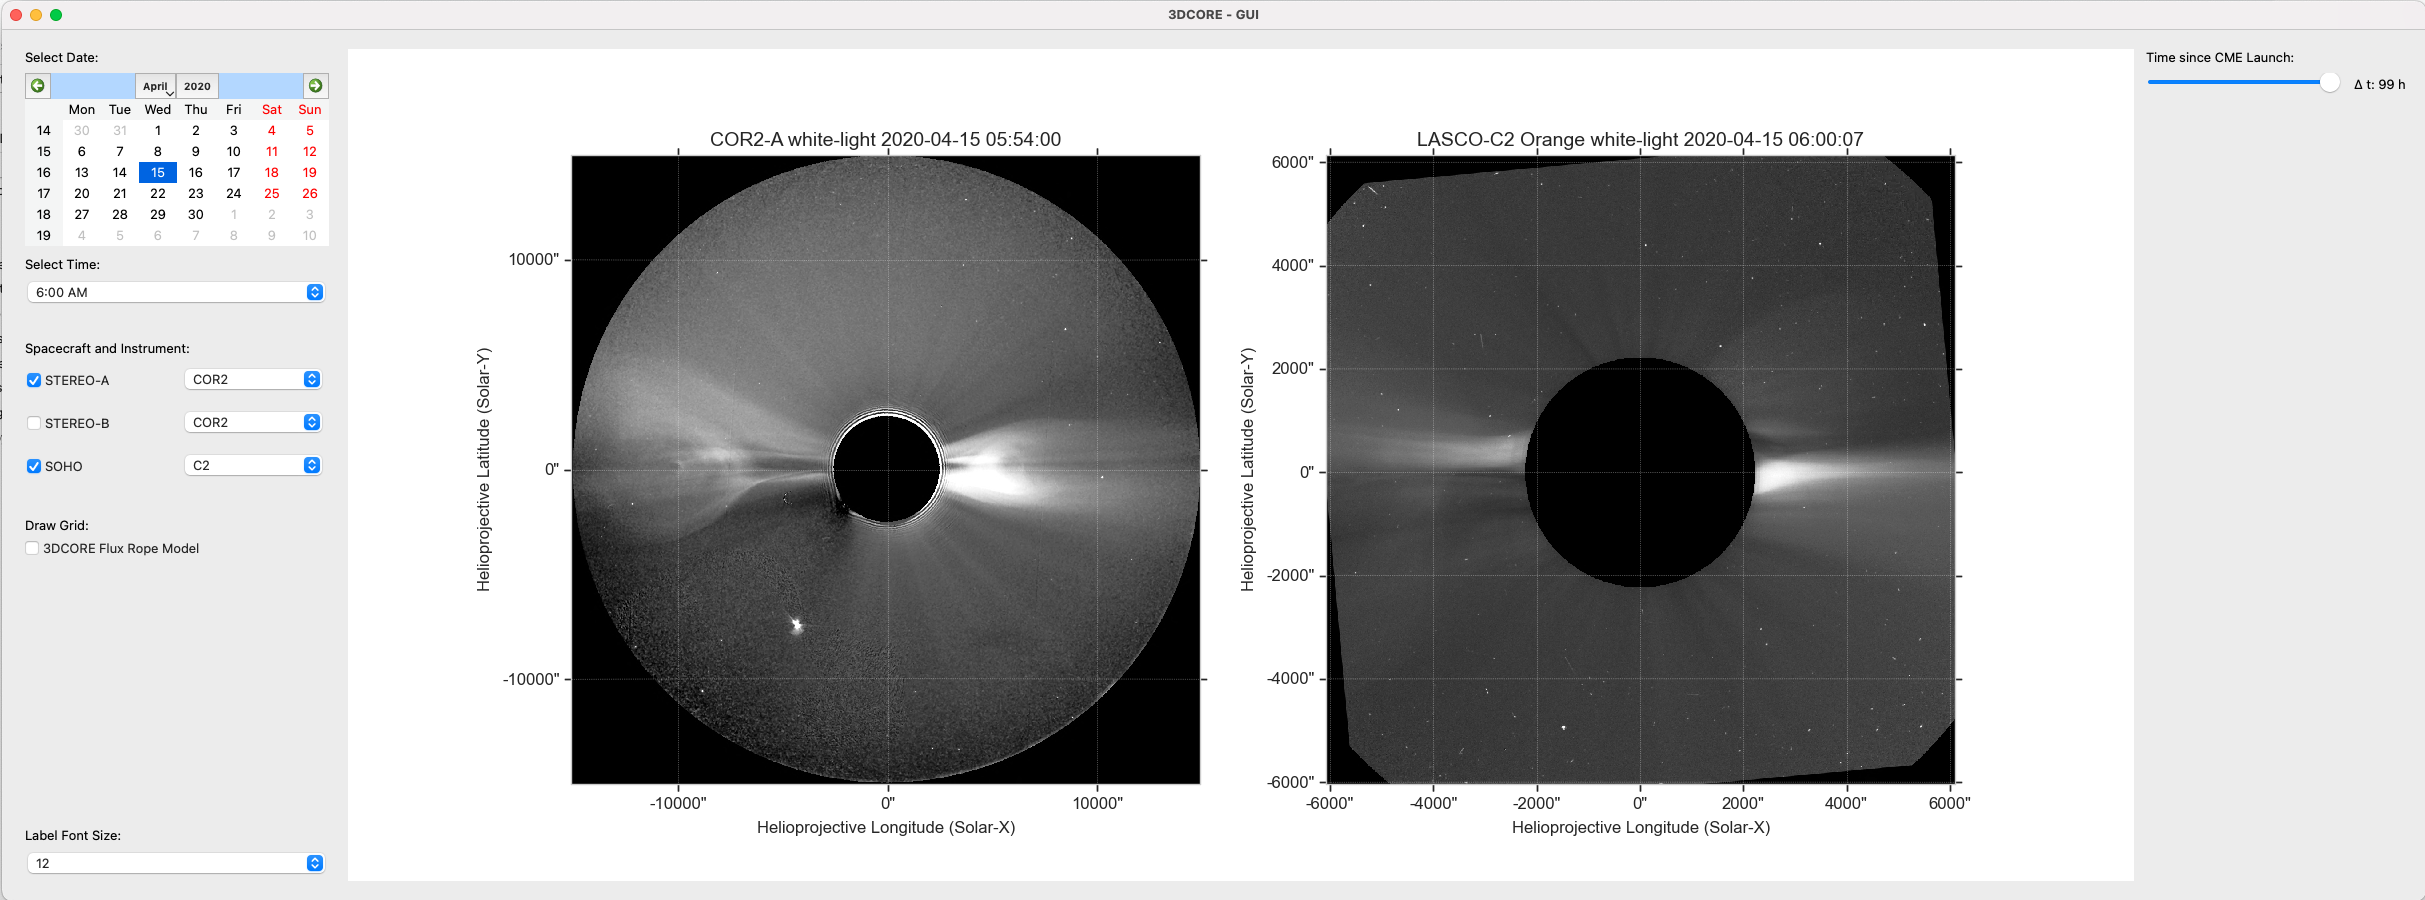 3DCORE - GUI
Select Date:
April 2020
Mon Tue Wed Thu Fri Sat Sun
14 30 31 1 2 3 4 5
15 6 7 8 9 10 11 12
16 13 14 15 16 17 18 19
17 20 21 22 23 24 25 26
18 27 28 29 30 1 2 3
19 4 5 6 7 8 9 10
Select Time:
6:00 AM
Spacecraft and Instrument:
STEREO-A COR2
STEREO-B COR2
SOHO C2
Draw Grid:
3DCORE Flux Rope Model
Label Font Size:
12
COR2-A white-light 2020-04-15 05:54:00
Helioprojective Latitude (Solar-Y)
10000"
0"
-10000"
-10000" 0" 10000"
Helioprojective Longitude (Solar-X)
LASCO-C2 Orange white-light 2020-04-15 06:00:07
Helioprojective Latitude (Solar-Y)
6000"
4000"
2000"
0"
-2000"
-4000"
-6000"
-6000" -4000" -2000" 0" 2000" 4000" 6000"
Helioprojective Longitude (Solar-X)
Time since CME Launch:
Δ t: 99 h